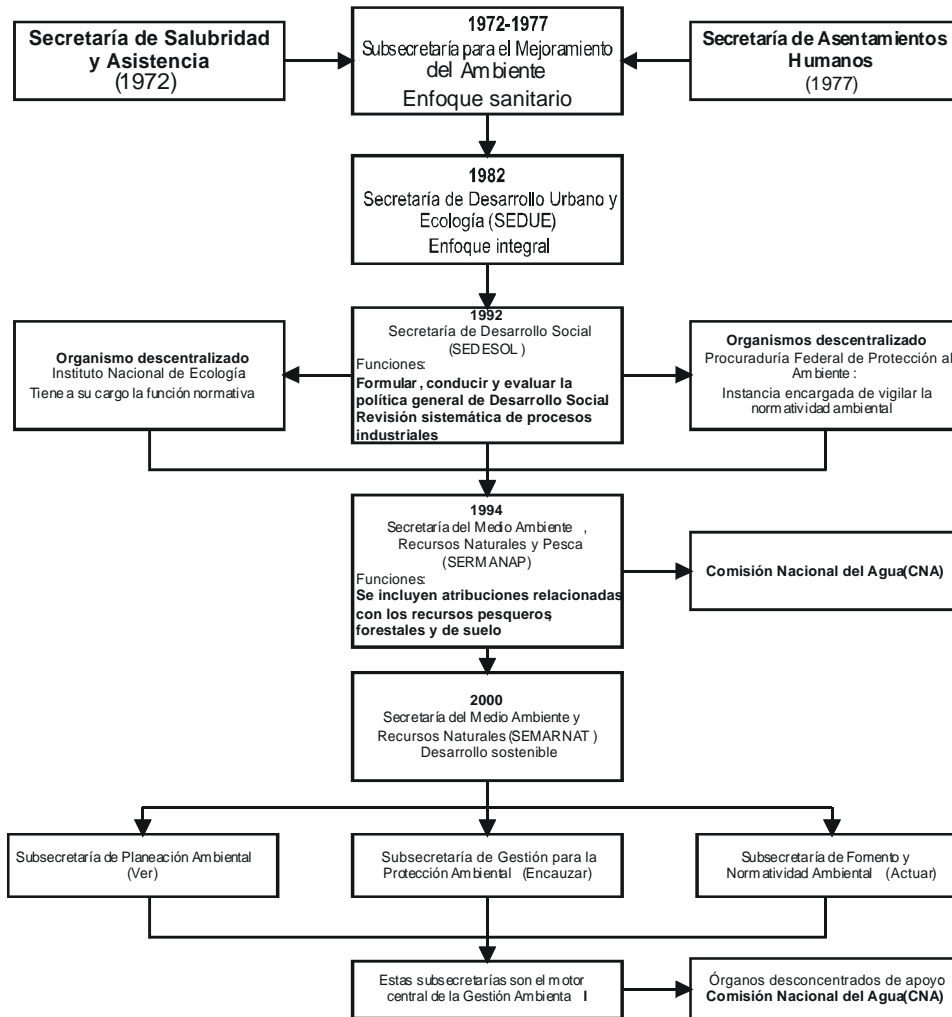 Secretaría de Salubridad
y Asistencia
(1972)
1972-1977
Subsecretaría para el Mejoramiento
del Ambiente
Enfoque sanitario
Secretaría de Asentamientos
Humanos
(1977)
1982
Secretaría de Desarrollo Urbano y
Ecología (SEDUE)
Enfoque integral
Organismo descentralizado
Instituto Nacional de Ecología
Tiene a su cargo la función normativa
1992
Secretaría de Desarrollo Social
(SEDESOL)
Funciones:
Formular, conducir y evaluar la
política general de Desarrollo Social
Revisión sistemática de procesos
industriales
Organismos descentralizado
Procuraduría Federal de Protección al
Ambiente:
Instancia encargada de vigilar la
normatividad ambiental
1994
Secretaría del Medio Ambiente,
Recursos Naturales y Pesca
(SERMANAP)
Funciones:
Se incluyen atribuciones relacionadas
con los recursos pesqueros,
forestales y de suelo
Comisión Nacional del Agua(CNA)
2000
Secretaría del Medio Ambiente y
Recursos Naturales (SEMARNAT)
Desarrollo sostenible
Subsecretaría de Planeación Ambiental
(Ver)
Subsecretaría de Gestión para la
Protección Ambiental (Encauzar)
Subsecretaría de Fomento y
Normatividad Ambiental (Actuar)
Estas subsecretarías son el motor
central de la Gestión Ambienta l
Órganos desconcentrados de apoyo
Comisión Nacional del Agua(CNA)